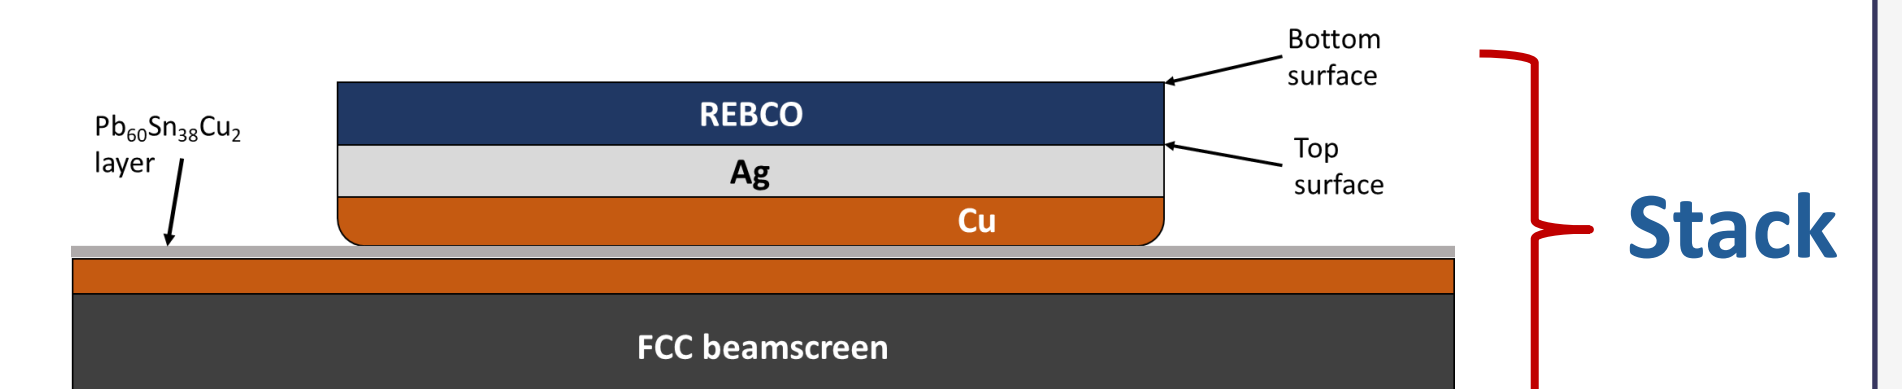 Bottom
surface
REBCO
Pb₆₀Sn₃₈Cu₂
layer
Top
surface
Ag
Cu
Stack
FCC beamscreen